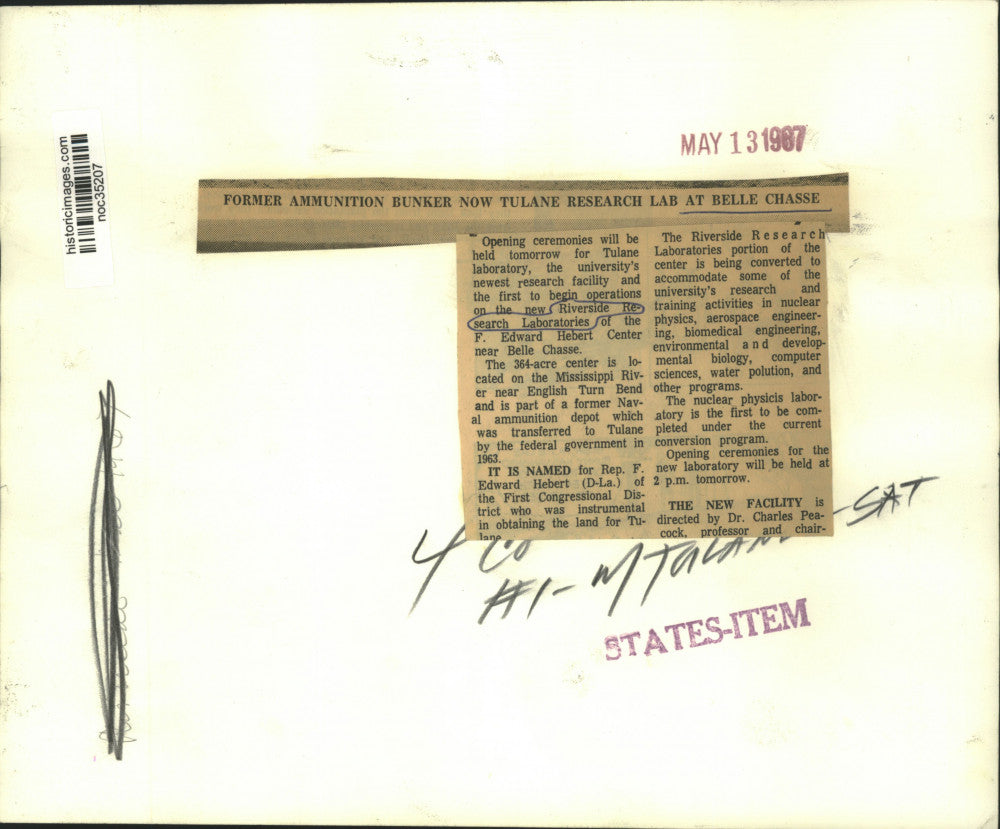 MAY 13 1967
historicimages.com
noc35207
FORMER AMMUNITION BUNKER NOW TULANE RESEARCH LAB AT BELLE CHASSE
Opening ceremonies will be
held tomorrow for Tulane
laboratory, the university's
newest research facility and
the first to begin operations
on the new Riverside Re-
search Laboratories of the
F. Edward Hebert Center
near Belle Chasse.
The 364-acre center is lo-
cated on the Mississippi Riv-
er near English Turn Bend
and is part of a former Nav-
al ammunition depot which
was transferred to Tulane
by the federal government in
1963.
IT IS NAMED for Rep. F.
Edward Hebert (D-La.) of
the First Congressional Dis-
trict who was instrumental
in obtaining the land for Tu-
lane.
The Riverside Research
Laboratories portion of the
center is being converted to
accommodate some of the
university's research and
training activities in nuclear
physics, aerospace engineer-
ing, biomedical engineering,
environmental and develop-
mental biology, computer
sciences, water polution, and
other programs.
The nuclear physicis labor-
atory is the first to be com-
pleted under the current
conversion program.
Opening ceremonies for the
new laboratory will be held at
2 p.m. tomorrow.
THE NEW FACILITY is
directed by Dr. Charles Pea-
cock, professor and chair-
4 Co
#1- W/TULANE -SAT
STATES-ITEM